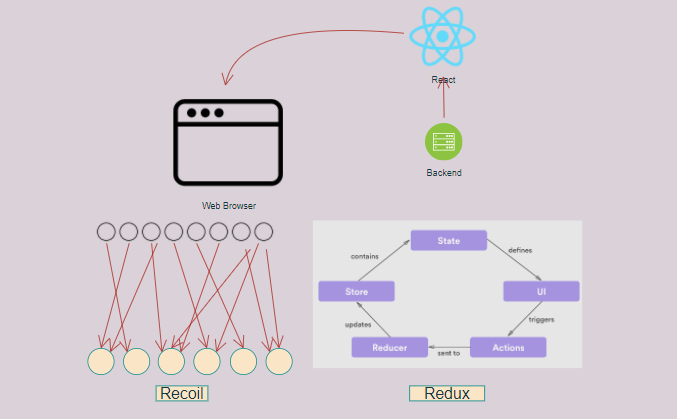 React
Backend
Web Browser
State
contains
defines
Store
UI
updates
triggers
Reducer
sent to
Actions
Recoil
Redux